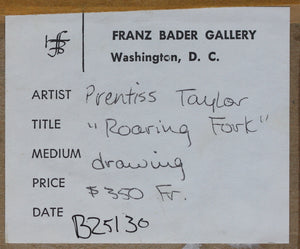 FRANZ BADER GALLERY
Washington, D. C.
ARTIST Prentiss Taylor
TITLE "Roaring Fork"
MEDIUM drawing
PRICE $350 Fr.
DATE B25130